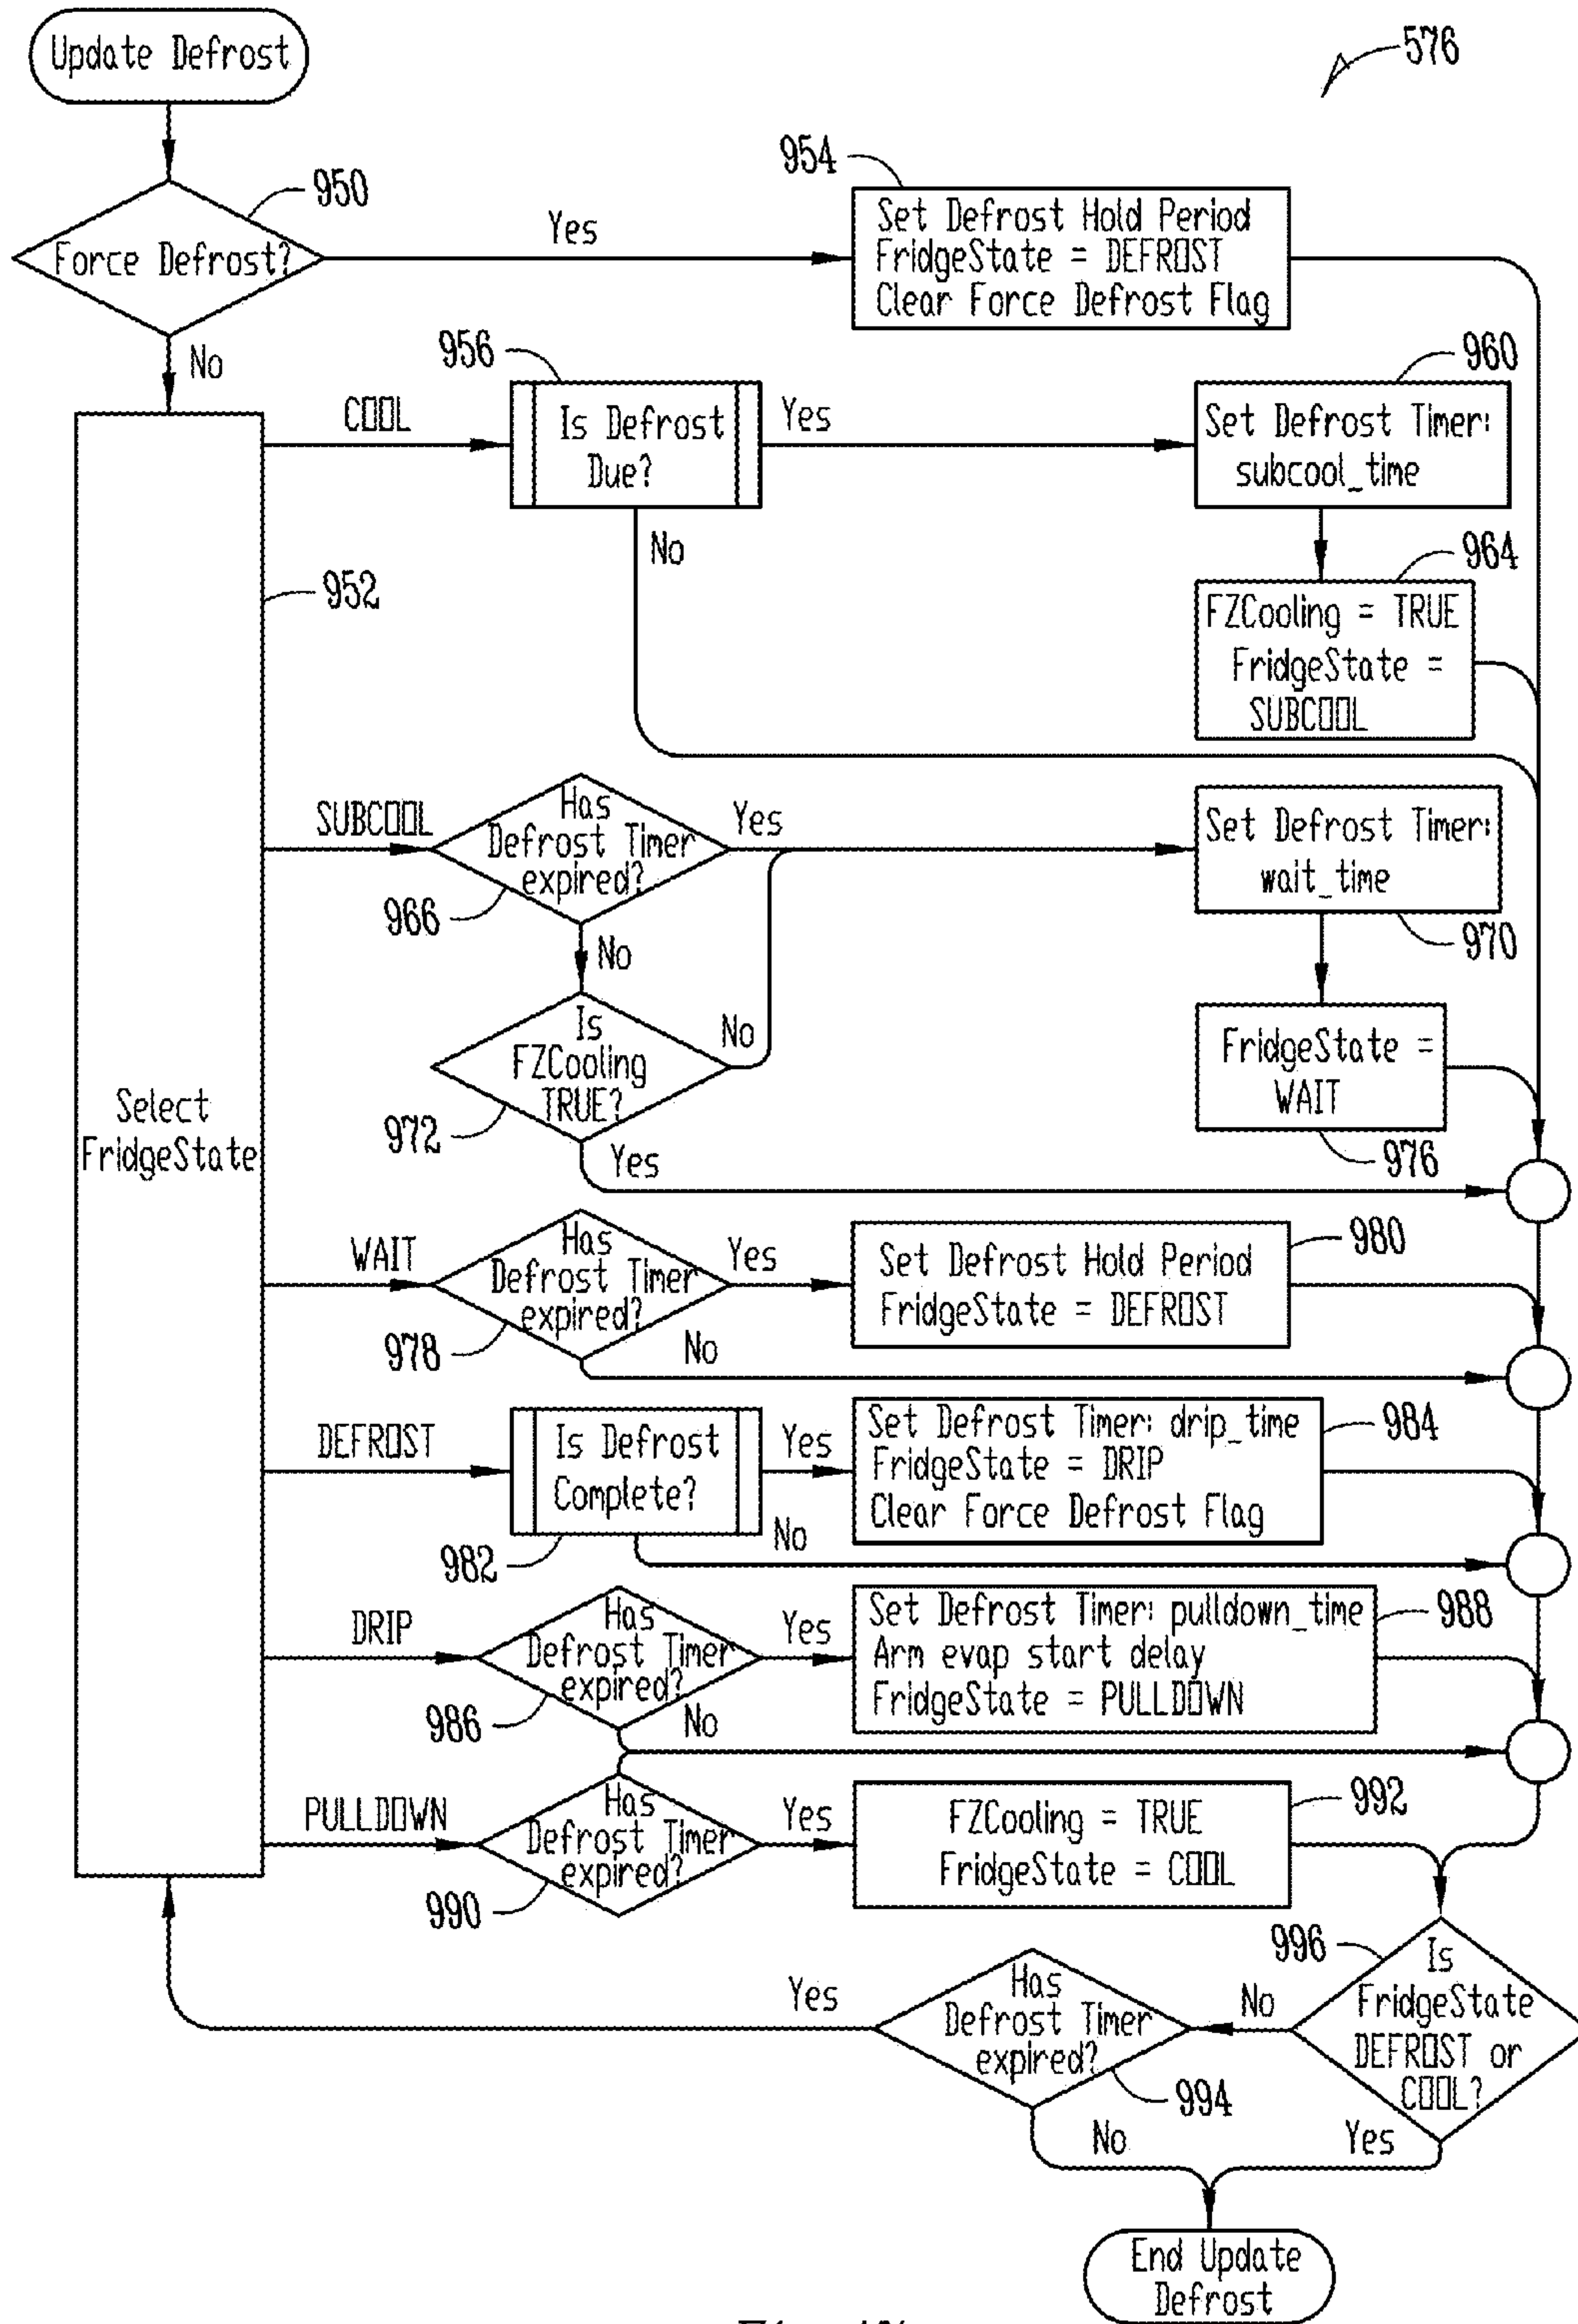 Update Defrost
576
954
950
Yes
Set Defrost Hold Period
FridgeState = DEFROST
Clear Force Defrost Flag
Force Defrost?
No
956
960
COOL
Is Defrost
Due?
Yes
Set Defrost Timer:
subcool_time
No
964
952
FZCooling = TRUE
FridgeState =
SUBCOOL
SUBCOOL
Has
Defrost Timer
expired?
Yes
966
Set Defrost Timer:
wait_time
970
No
Is
FZCooling
TRUE?
No
972
Yes
FridgeState =
WAIT
976
Select
FridgeState
WAIT
Has
Defrost Timer
expired?
Yes
978
No
Set Defrost Hold Period
FridgeState = DEFROST
980
DEFROST
Is Defrost
Complete?
Yes
982
No
Set Defrost Timer: drip_time
FridgeState = DRIP
Clear Force Defrost Flag
984
DRIP
Has
Defrost Timer
expired?
Yes
986
No
Set Defrost Timer: pulldown_time
Arm evap start delay
FridgeState = PULLDOWN
988
PULLDOWN
Has
Defrost Timer
expired?
Yes
990
FZCooling = TRUE
FridgeState = COOL
992
996
Is
FridgeState
DEFROST or
COOL?
No
Yes
Has
Defrost Timer
expired?
Yes
994
No
End Update
Defrost